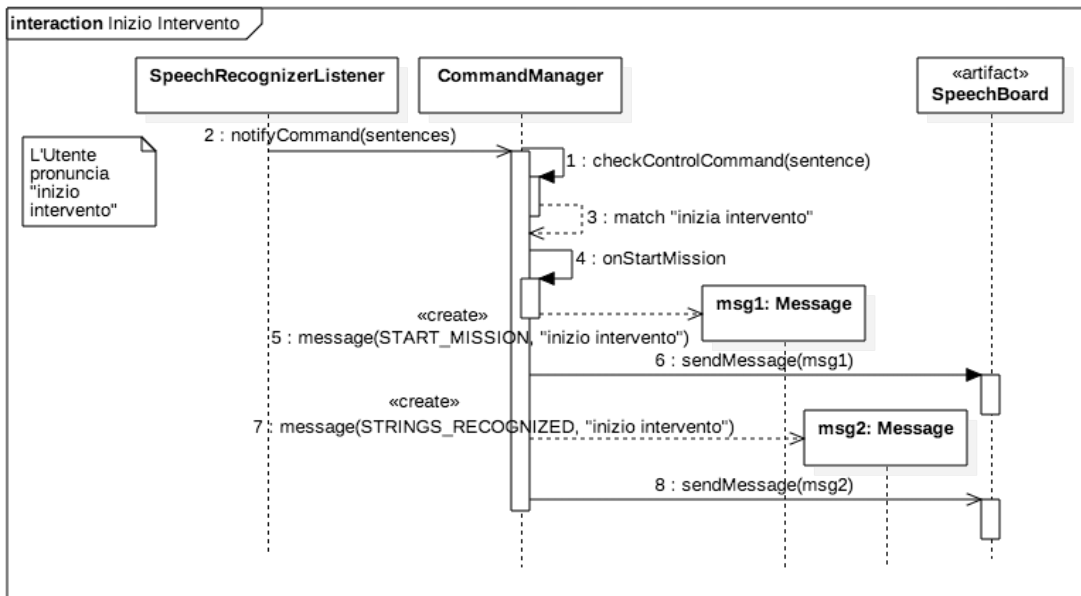 interaction Inizio Intervento
SpeechRecognizerListener
CommandManager
«artifact»
SpeechBoard
L'Utente
pronuncia
"inizio
intervento"
2 : notifyCommand(sentences)
1 : checkControlCommand(sentence)
3 : match "inizia intervento"
4 : onStartMission
msg1: Message
«create»
5 : message(START_MISSION, "inizio intervento")
6 : sendMessage(msg1)
«create»
7 : message(STRINGS_RECOGNIZED, "inizio intervento")
msg2: Message
8 : sendMessage(msg2)